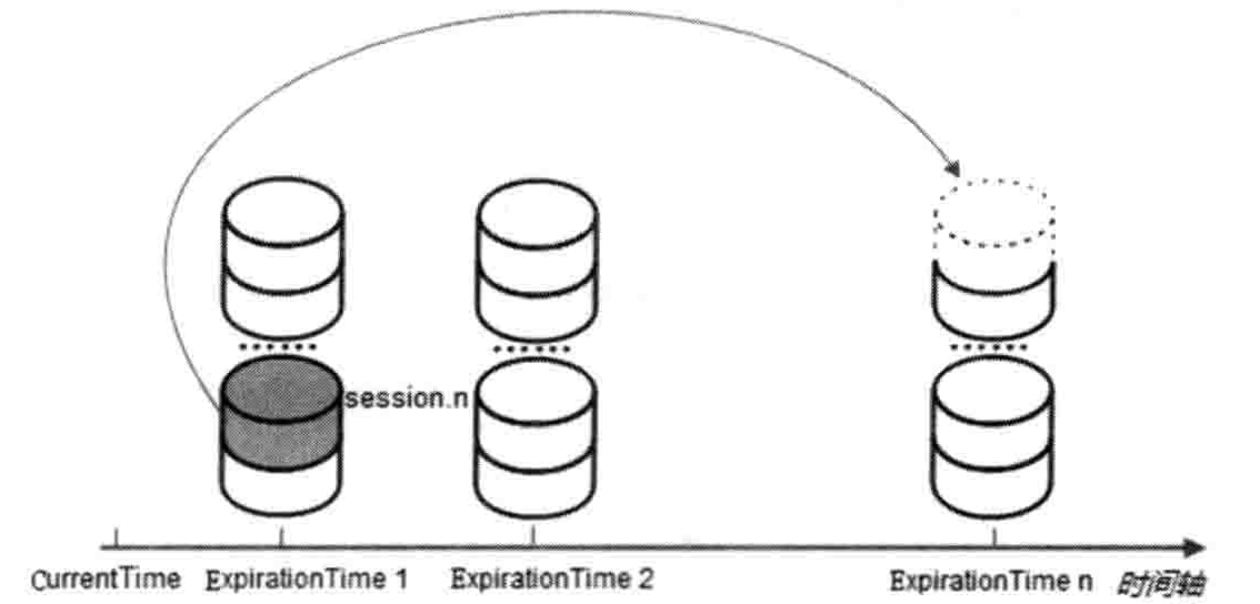 session.n
CurrentTime
ExpirationTime 1
ExpirationTime 2
ExpirationTime n
时间轴